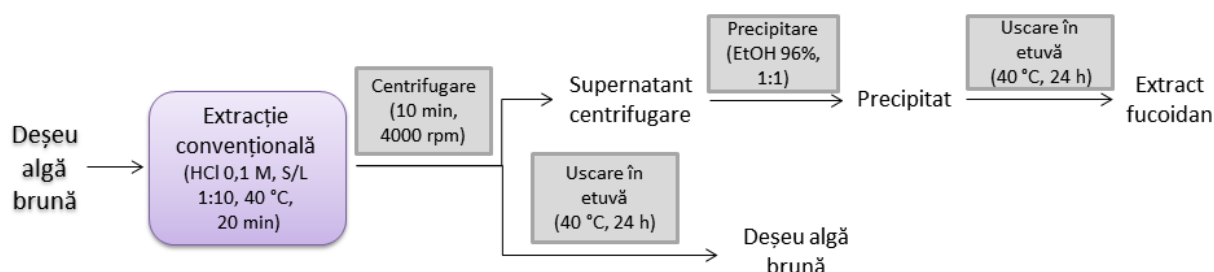 Deșeu
algă
brună
Extracție
convențională
(HCl 0,1 M, S/L
1:10, 40 °C,
20 min)
Centrifugare
(10 min,
4000 rpm)
Supernatant
centrifugare
Precipitare
(EtOH 96%,
1:1)
Precipitat
Uscare în
etuvă
(40 °C, 24 h)
Extract
fucoidan
Uscare în
etuvă
(40 °C, 24 h)
Deșeu algă
brună